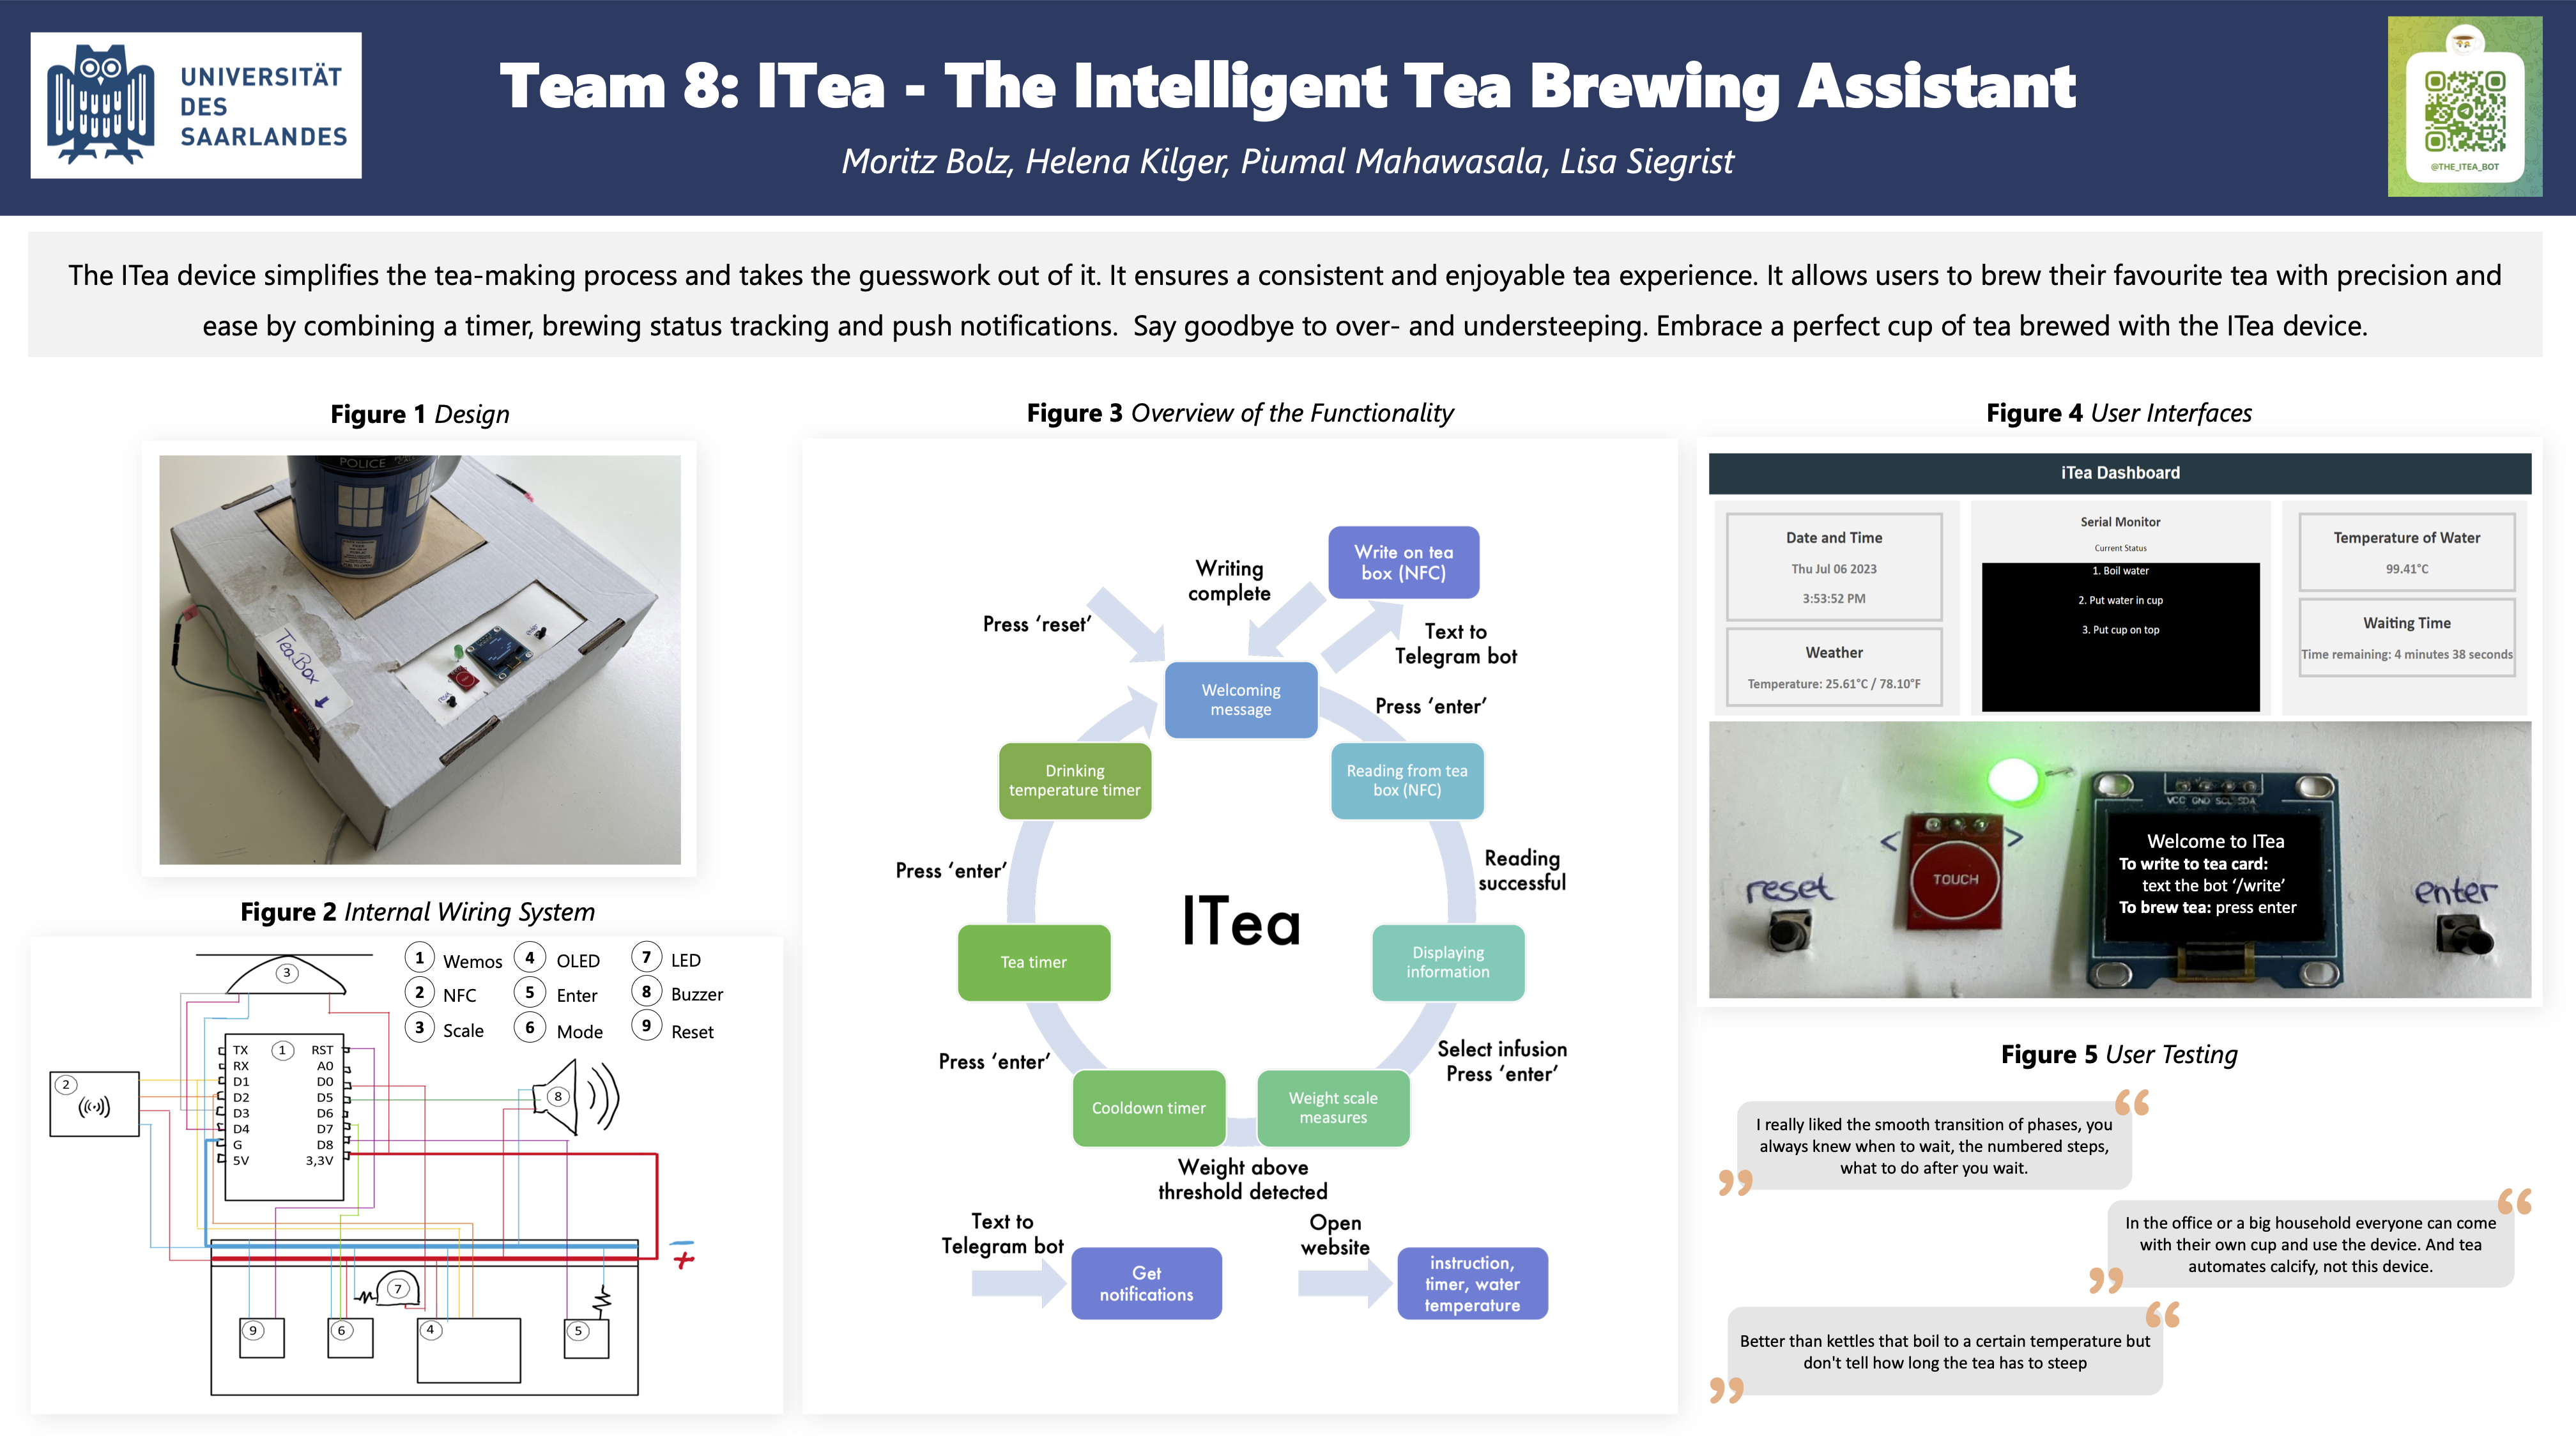 UNIVERSITÄT
DES
SAARLANDES
Team 8: ITea - The Intelligent Tea Brewing Assistant
Moritz Bolz, Helena Kilger, Piumal Mahawasala, Lisa Siegrist
@THE_ITEA_BOT
The ITea device simplifies the tea-making process and takes the guesswork out of it. It ensures a consistent and enjoyable tea experience. It allows users to brew their favourite tea with precision and
ease by combining a timer, brewing status tracking and push notifications. Say goodbye to over- and understeeping. Embrace a perfect cup of tea brewed with the ITea device.
Figure 1 Design
POLICE
TeaBox
reset
enter
Figure 2 Internal Wiring System
1 Wemos
2 NFC
3 Scale
4 OLED
5 Enter
6 Mode
7 LED
8 Buzzer
9 Reset
3
1
TX RST
RX A0
D1 D0
D2 D5
D3 D6
D4 D7
G D8
5V 3,3V
2
8
7
9
6
4
5
Figure 3 Overview of the Functionality
Write on tea
box (NFC)
Writing
complete
Press ‘reset’
Text to
Telegram bot
Welcoming
message
Press ‘enter’
Reading from tea
box (NFC)
Reading
successful
Displaying
information
Select infusion
Press ‘enter’
Weight scale
measures
Weight above
threshold detected
Cooldown timer
Press ‘enter’
Tea timer
Press ‘enter’
Drinking
temperature timer
ITea
Text to
Telegram bot
Get
notifications
Open
website
instruction,
timer, water
temperature
Figure 4 User Interfaces
iTea Dashboard
Date and Time
Thu Jul 06 2023
3:53:52 PM
Weather
Temperature: 25.61°C / 78.10°F
Serial Monitor
Current Status
1. Boil water
2. Put water in cup
3. Put cup on top
Temperature of Water
99.41°C
Waiting Time
Time remaining: 4 minutes 38 seconds
reset
< >
TOUCH
VCC GND SCL SDA
Welcome to ITea
To write to tea card:
text the bot ‘/write’
To brew tea: press enter
enter
Figure 5 User Testing
“I really liked the smooth transition of phases, you
always knew when to wait, the numbered steps,
what to do after you wait.”
“In the office or a big household everyone can come
with their own cup and use the device. And tea
automates calcify, not this device.”
“Better than kettles that boil to a certain temperature but
don't tell how long the tea has to steep”